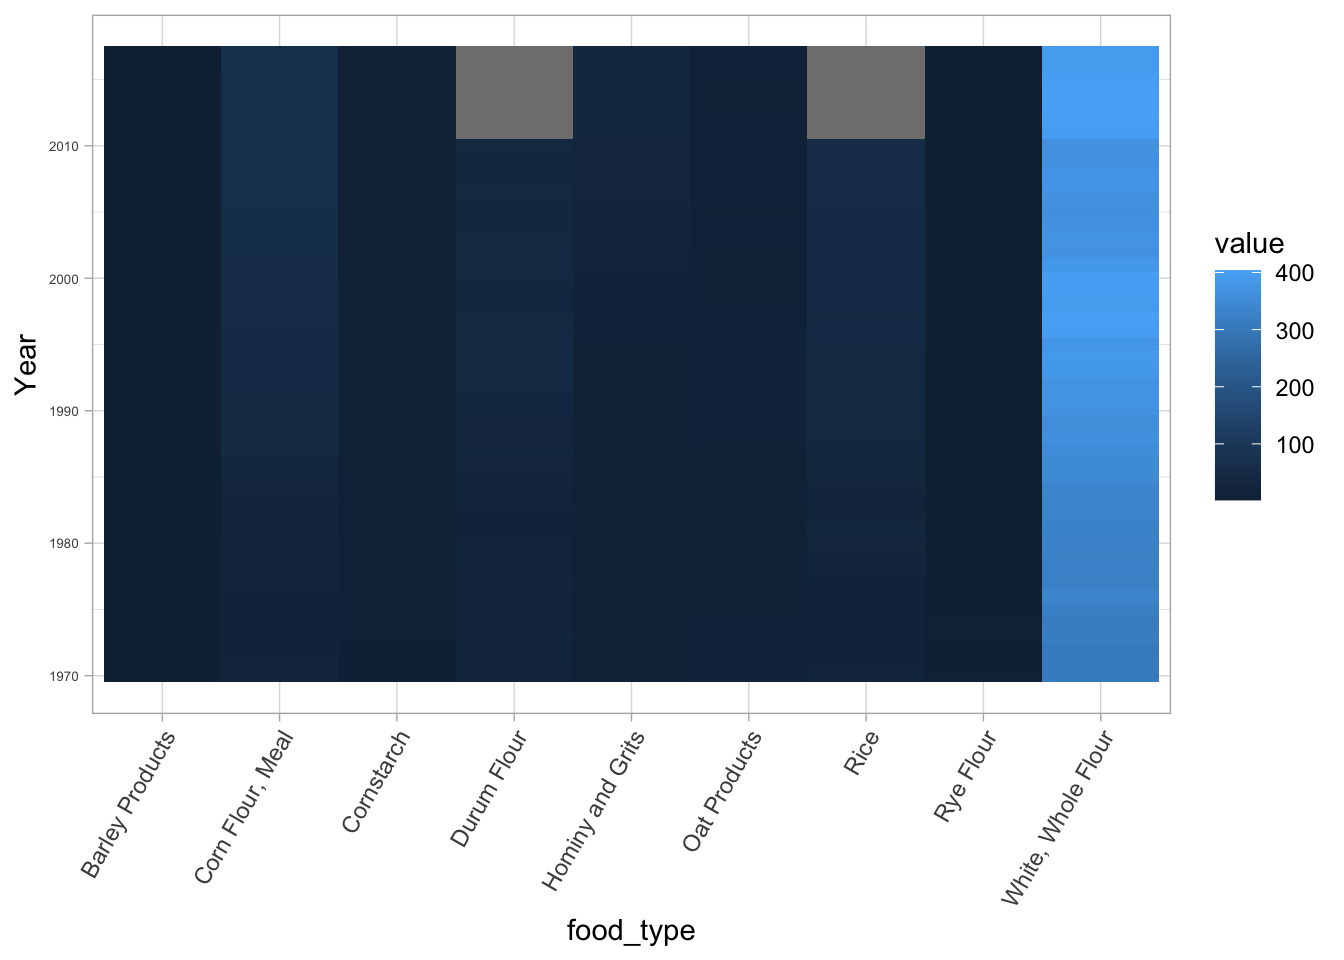 2010
2000
1990
1980
1970
Year
Barley Products
Corn Flour, Meal
Cornstarch
Durum Flour
Hominy and Grits
Oat Products
Rice
Rye Flour
White, Whole Flour
food_type
value
400
300
200
100